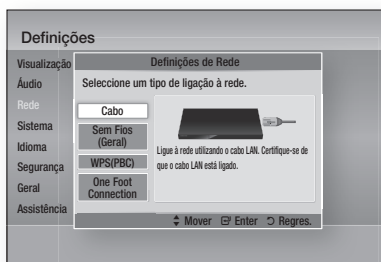 Definições
Visualização
Áudio
Rede
Sistema
Idioma
Segurança
Geral
Assistência
Definições de Rede
Seleccione um tipo de ligação à rede.
Cabo
Sem Fios
(Geral)
WPS(PBC)
One Foot
Connection
Ligue à rede utilizando o cabo LAN. Certifique-se de
que o cabo LAN está ligado.
Mover Enter Regres.